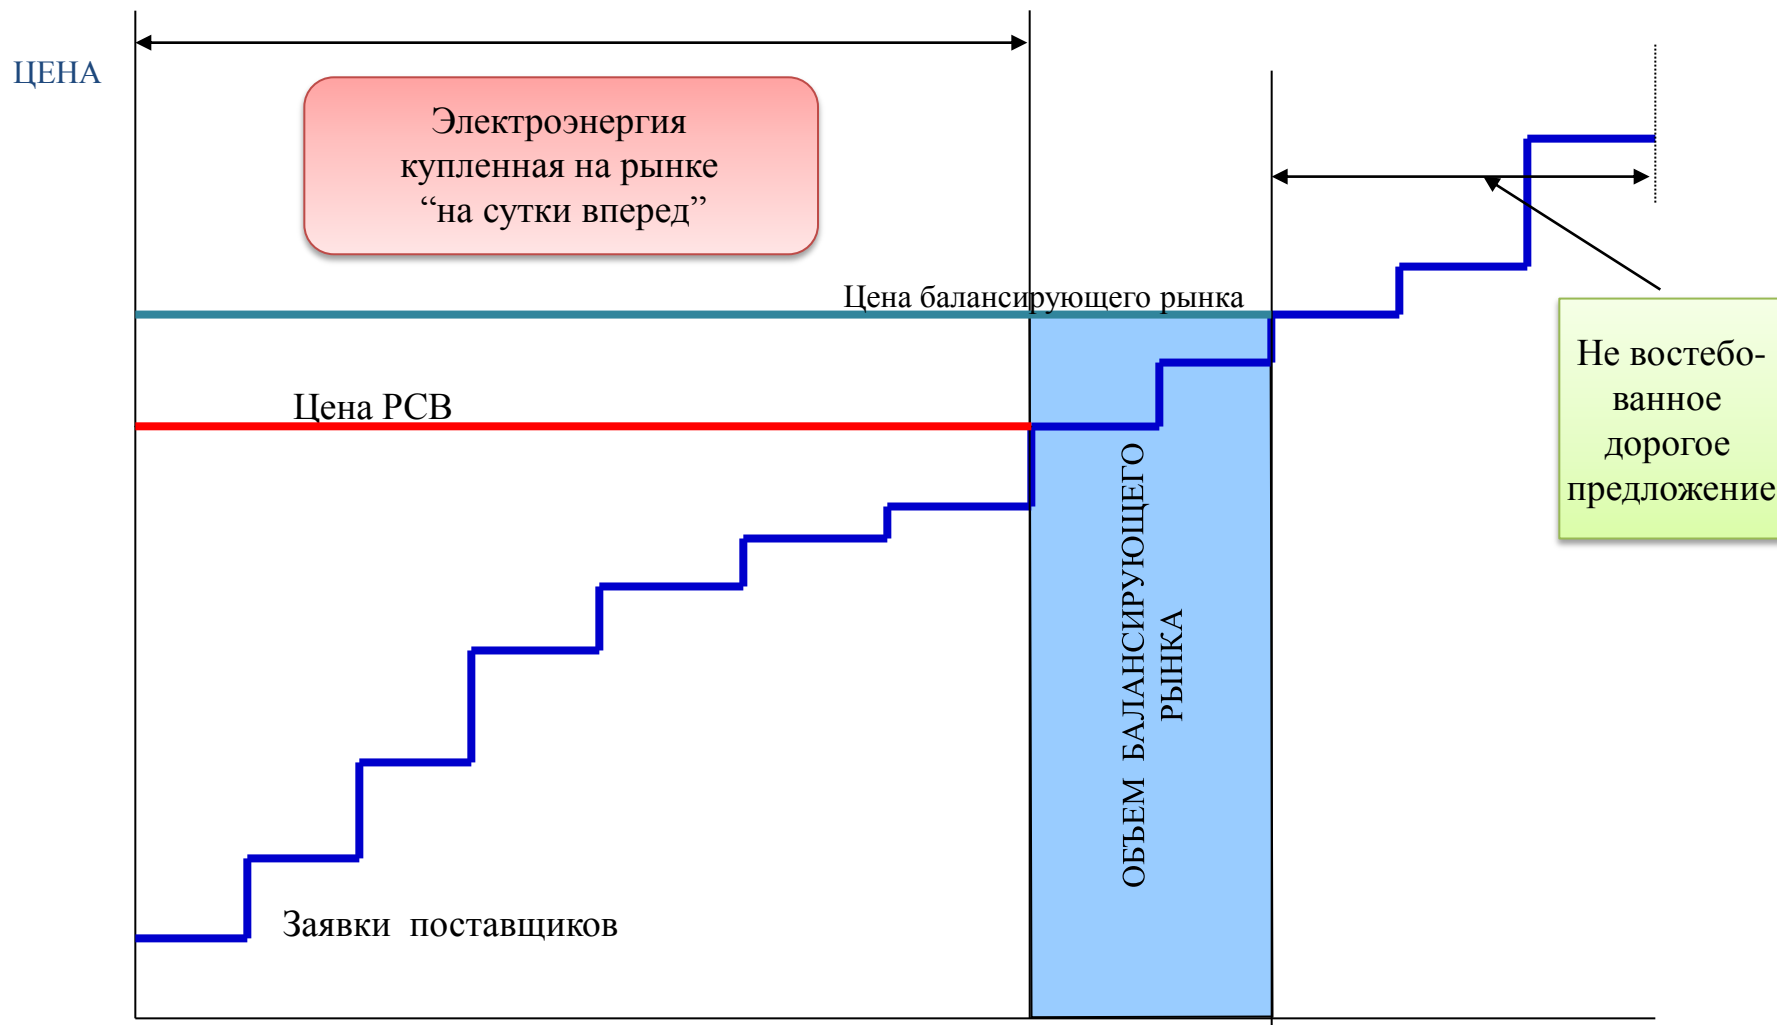 ЦЕНА
Электроэнергия
купленная на рынке
“на сутки вперед”
Цена балансирующего рынка
Не востебо-
ванное
дорогое
предложение
Цена РСВ
ОБЪЕМ БАЛАНСИРУЮЩЕГО
РЫНКА
Заявки поставщиков